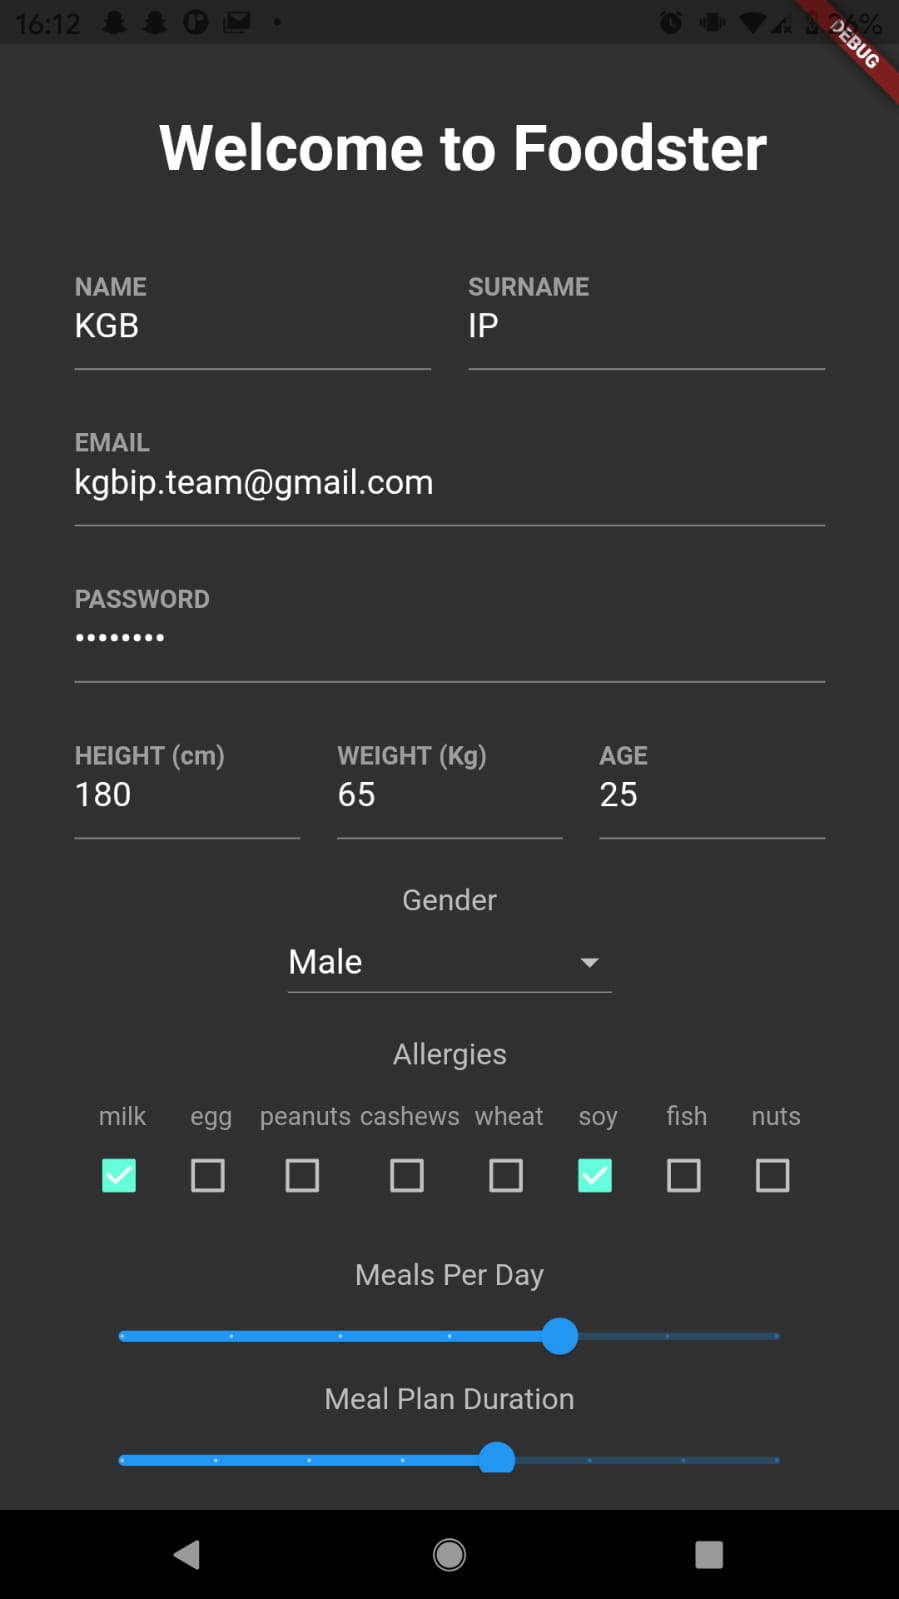 16:12 26%
DEBUG
Welcome to Foodster
NAME SURNAME
KGB IP
EMAIL
kgbip.team@gmail.com
PASSWORD
••••••••
HEIGHT (cm) WEIGHT (Kg) AGE
180 65 25
Gender
Male
Allergies
milk egg peanuts cashews wheat soy fish nuts
Meals Per Day
Meal Plan Duration